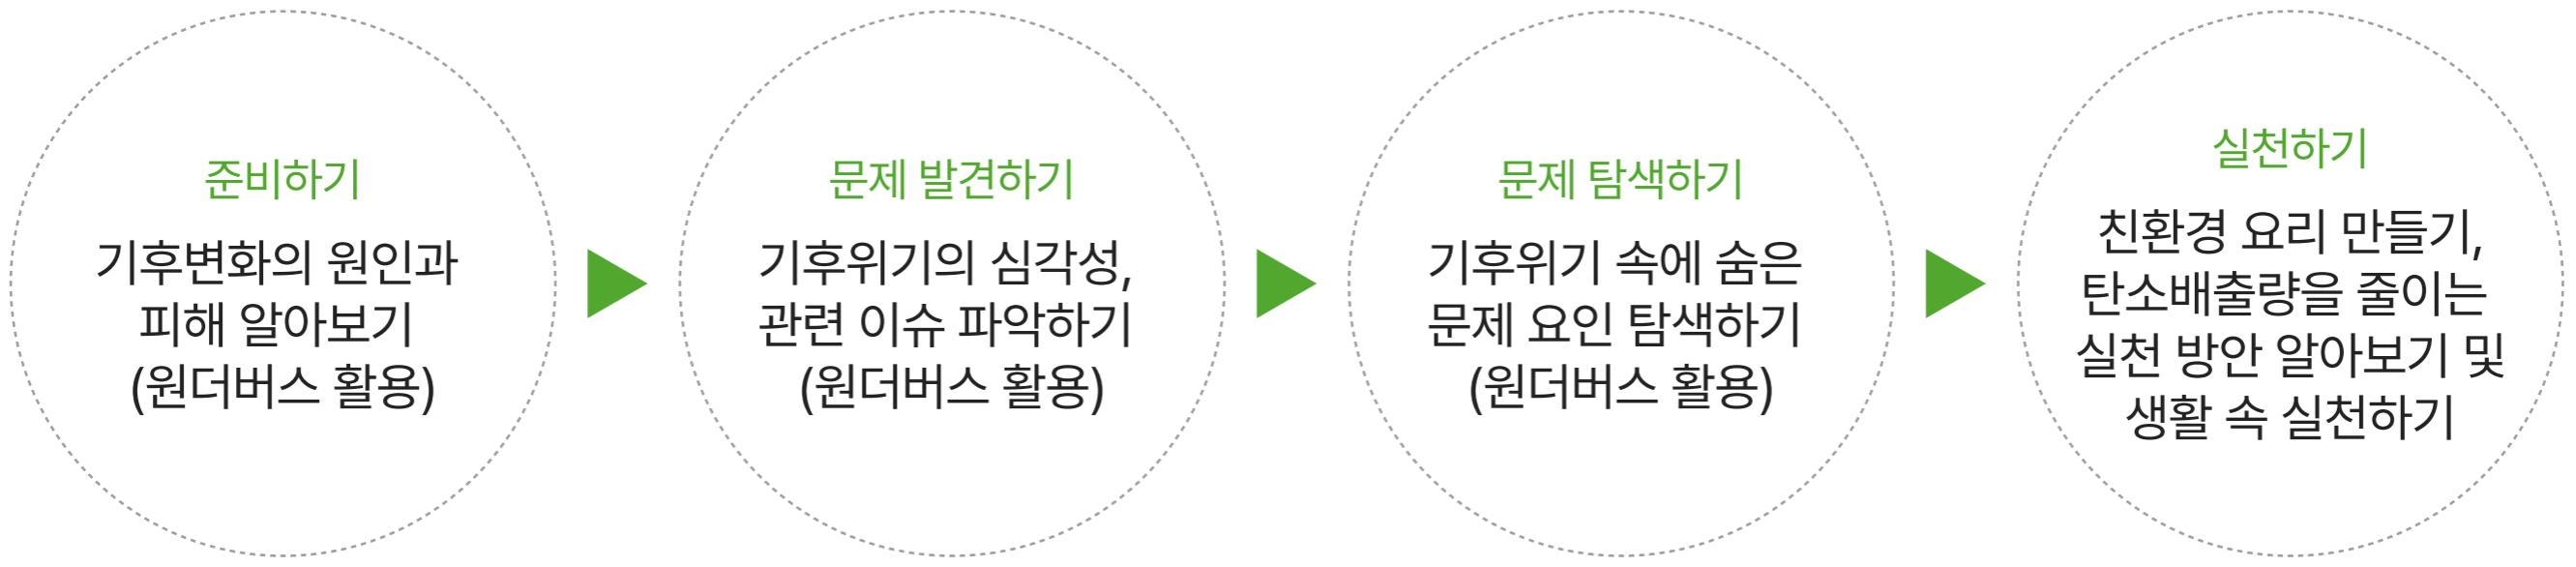 준비하기
기후변화의 원인과
피해 알아보기
(원더버스 활용)
문제 발견하기
기후위기의 심각성,
관련 이슈 파악하기
(원더버스 활용)
문제 탐색하기
기후위기 속에 숨은
문제 요인 탐색하기
(원더버스 활용)
실천하기
친환경 요리 만들기,
탄소배출량을 줄이는
실천 방안 알아보기 및
생활 속 실천하기